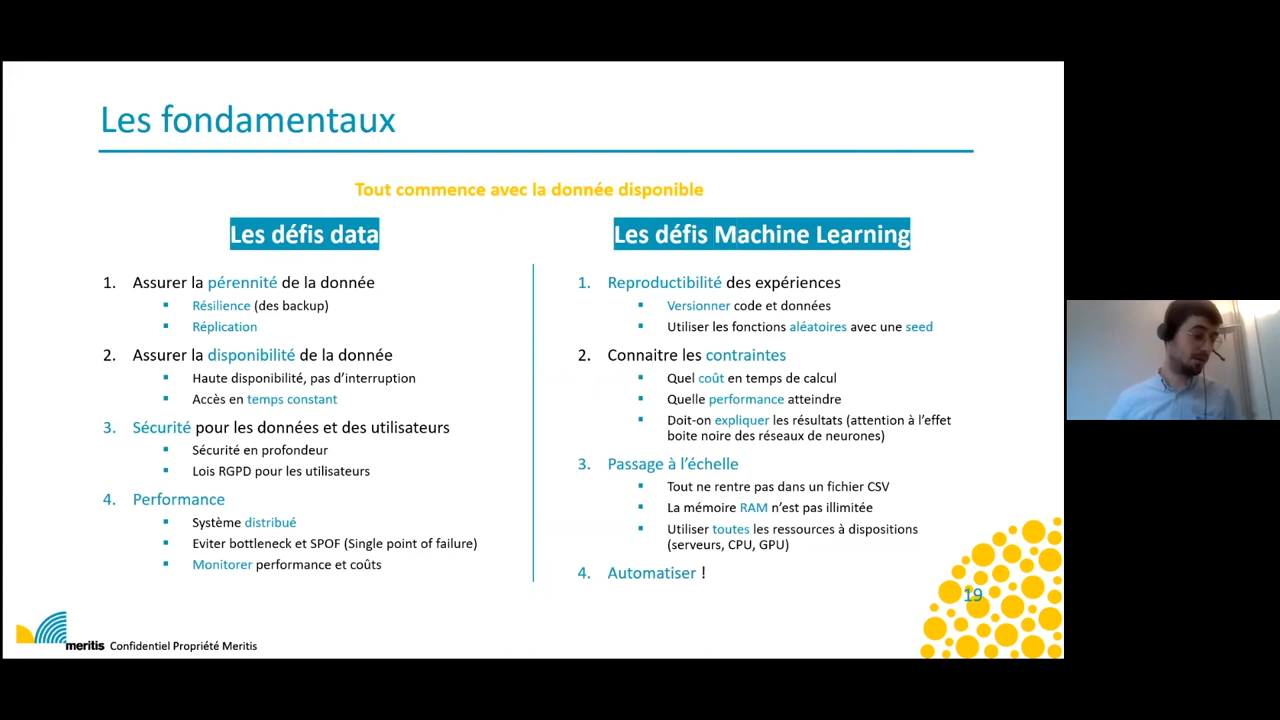 Les fondamentaux
Tout commence avec la donnée disponible
Les défis data
1. Assurer la pérennité de la donnée
▪ Résilience (des backup)
▪ Réplication
2. Assurer la disponibilité de la donnée
▪ Haute disponibilité, pas d'interruption
▪ Accès en temps constant
3. Sécurité pour les données et des utilisateurs
▪ Sécurité en profondeur
▪ Lois RGPD pour les utilisateurs
4. Performance
▪ Système distribué
▪ Eviter bottleneck et SPOF (Single point of failure)
▪ Monitorer performance et coûts
Les défis Machine Learning
1. Reproductibilité des expériences
▪ Versionner code et données
▪ Utiliser les fonctions aléatoires avec une seed
2. Connaitre les contraintes
▪ Quel coût en temps de calcul
▪ Quelle performance atteindre
▪ Doit-on expliquer les résultats (attention à l'effet
boite noire des réseaux de neurones)
3. Passage à l'échelle
▪ Tout ne rentre pas dans un fichier CSV
▪ La mémoire RAM n'est pas illimitée
▪ Utiliser toutes les ressources à dispositions
(serveurs, CPU, GPU)
4. Automatiser !
19
meritis Confidentiel Propriété Meritis